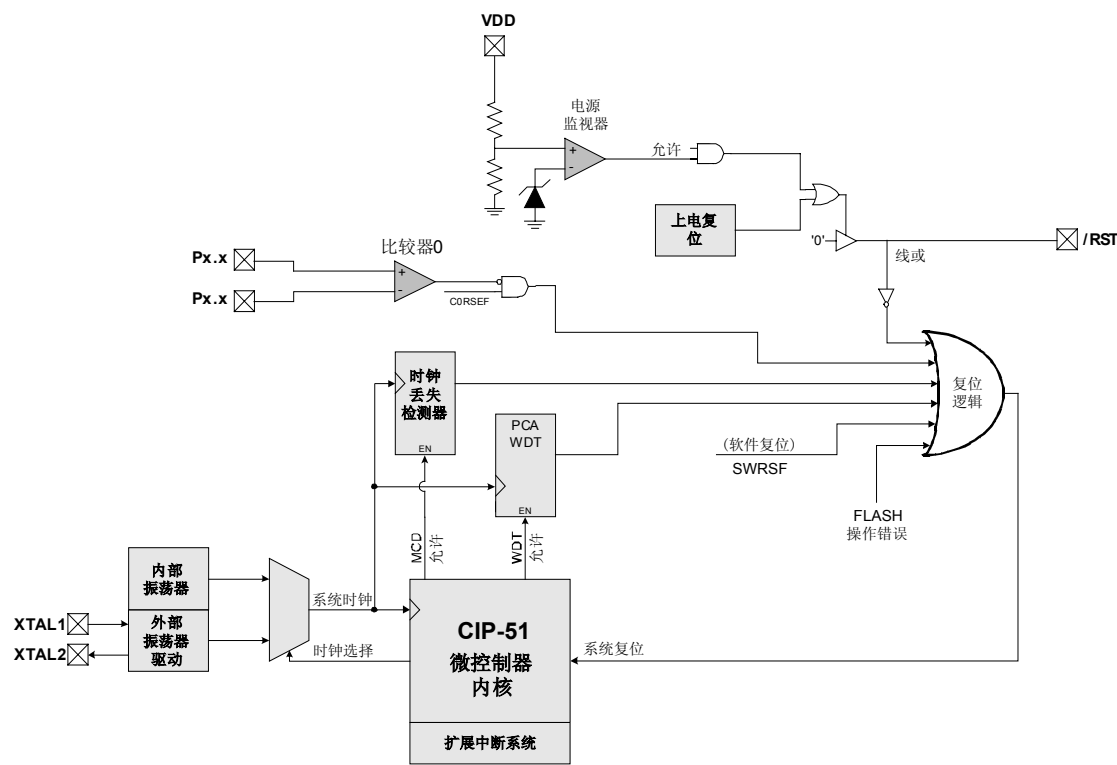 VDD
电源
监视器
+
-
允许
上电复
位
'0'
/RST
线或
比较器0
Px.x
Px.x
+
-
C0RSEF
时钟
丢失
检测器
EN
PCA
WDT
EN
复位
逻辑
(软件复位)
SWRSF
FLASH
操作错误
MCD
允许
WDT
允许
内部
振荡器
外部
振荡器
驱动
XTAL1
XTAL2
系统时钟
时钟选择
CIP-51
微控制器
内核
系统复位
扩展中断系统